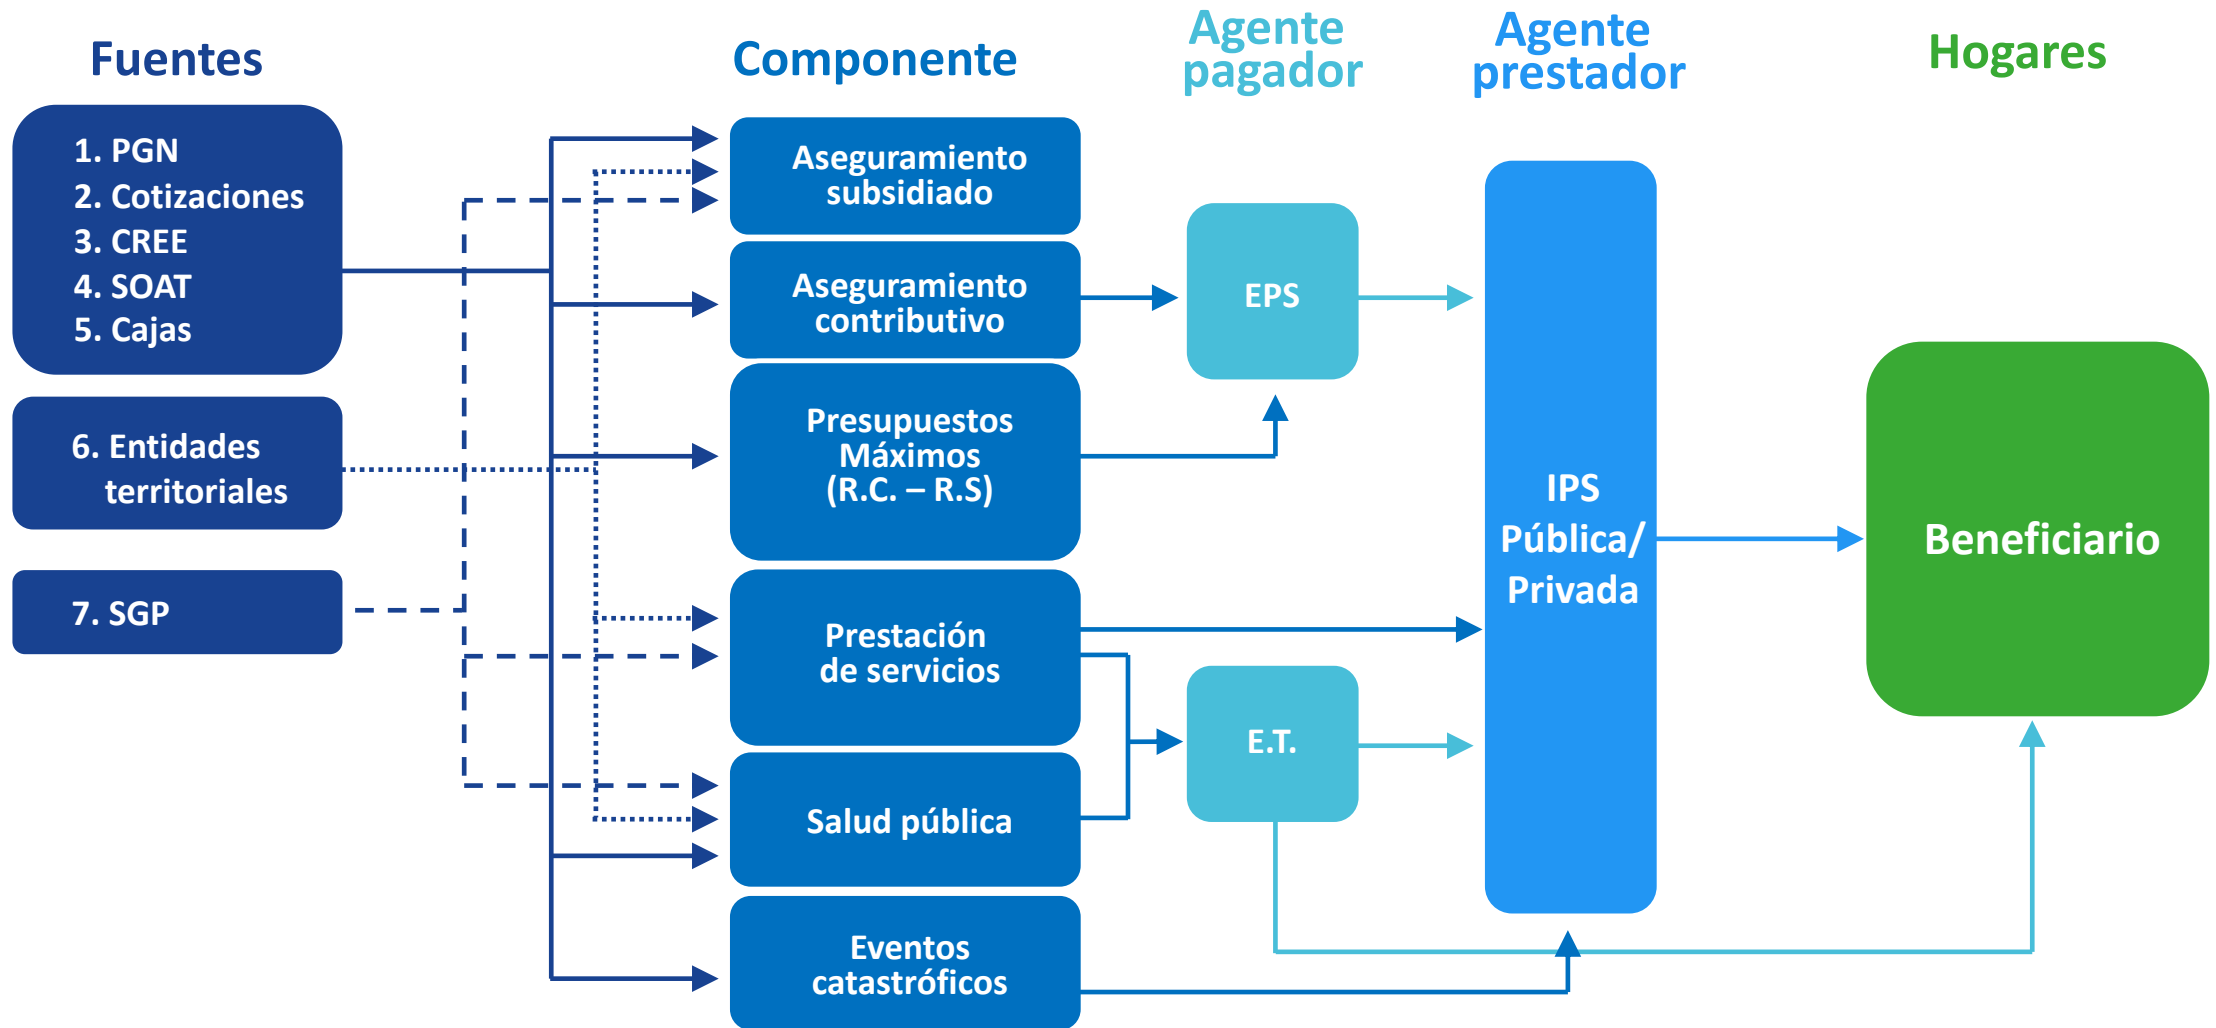 Fuentes
Componente
Agente
pagador
Agente
prestador
Hogares
1. PGN
2. Cotizaciones
3. CREE
4. SOAT
5. Cajas
6. Entidades
territoriales
7. SGP
Aseguramiento
subsidiado
Aseguramiento
contributivo
Presupuestos
Máximos
(R.C. – R.S)
Prestación
de servicios
Salud pública
Eventos
catastróficos
EPS
E.T.
IPS
Pública/
Privada
Beneficiario